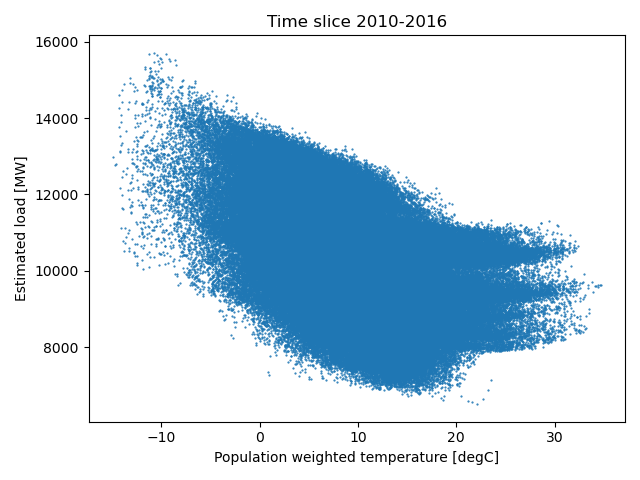 Time slice 2010-2016
Estimated load [MW]
16000
14000
12000
10000
8000
−10 0 10 20 30
Population weighted temperature [degC]